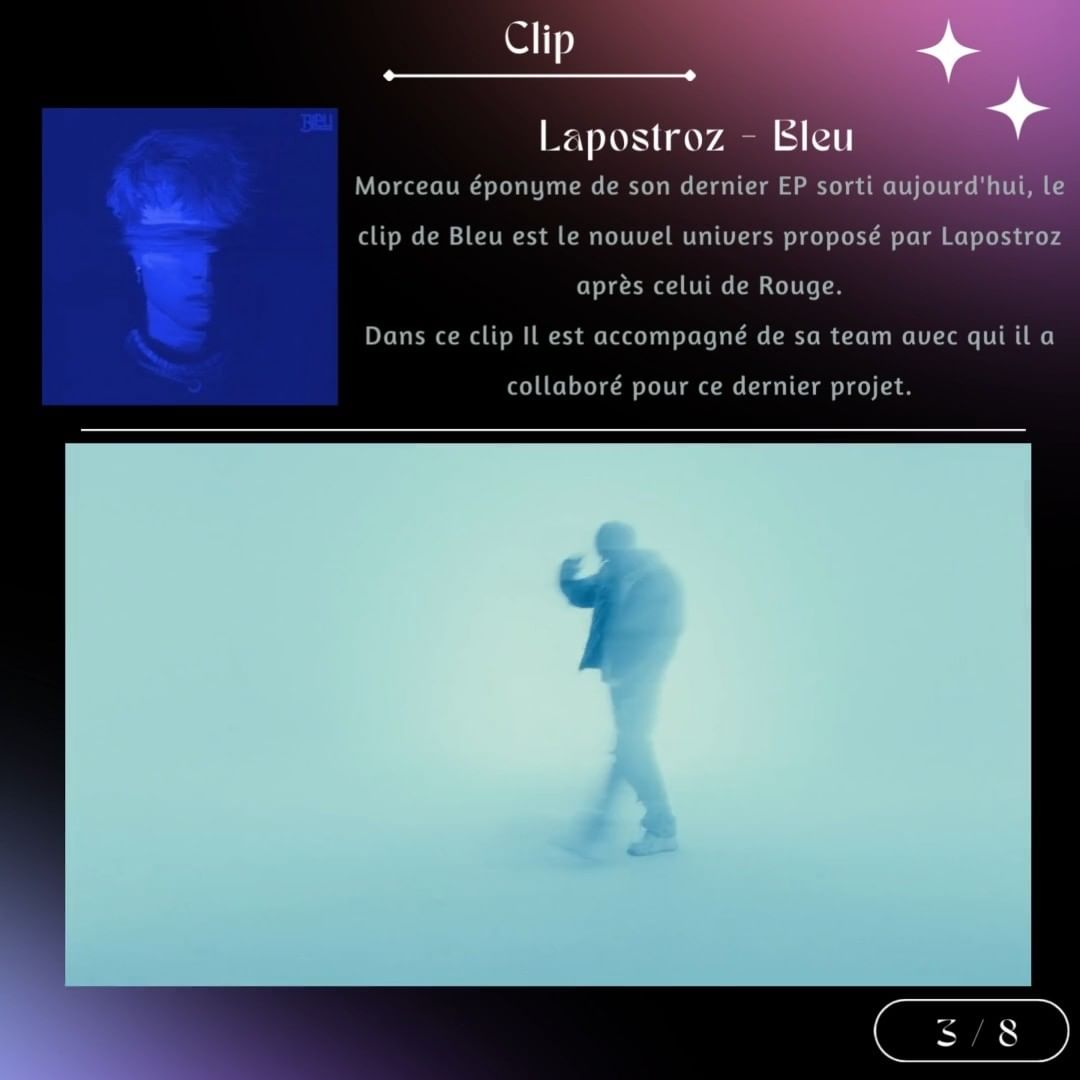 Clip
BLEU
Lapostroz - Bleu
Morceau éponyme de son dernier EP sorti aujourd'hui, le
clip de Bleu est le nouvel univers proposé par Lapostroz
après celui de Rouge.
Dans ce clip Il est accompagné de sa team avec qui il a
collaboré pour ce dernier projet.
3 / 8